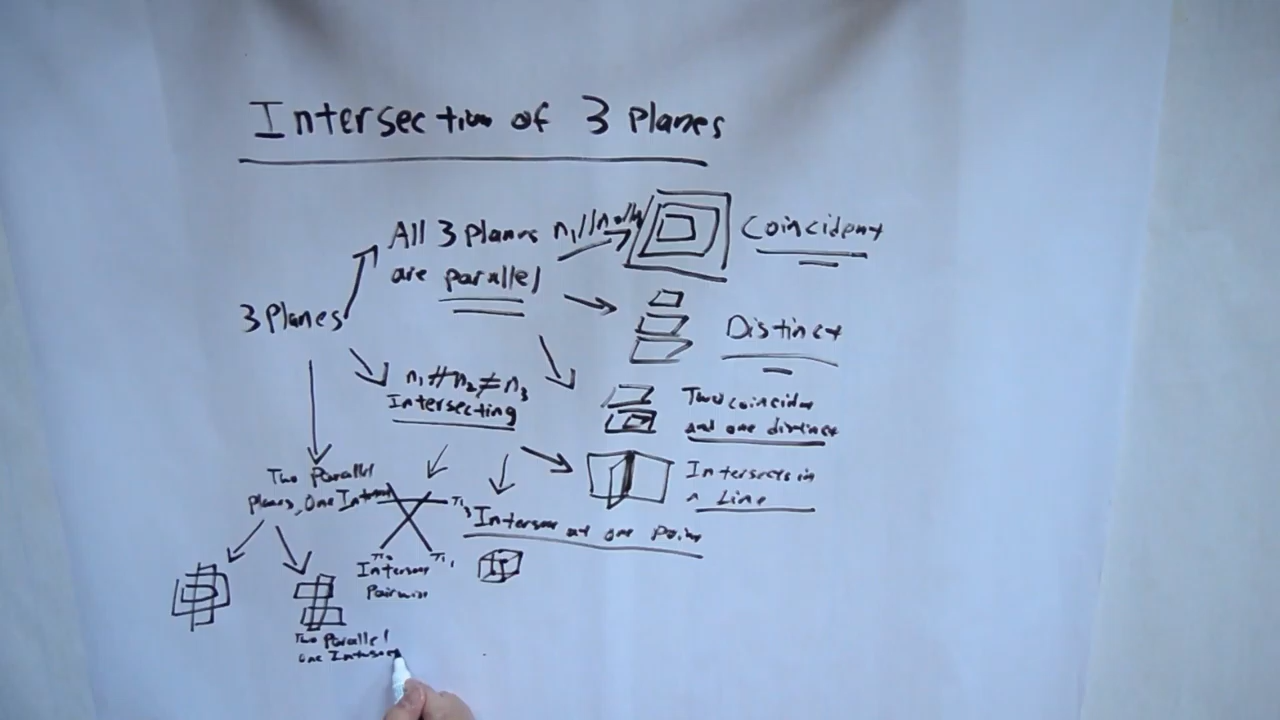 Intersection of 3 Planes
All 3 planes n₁//n₂//n₃
are parallel
Coincident
3 Planes
Distinct
n₁ ∦ n₂ ≠ n₃
Intersecting
Two coincident
and one distinct
Two Parallel
Planes, One Intersect
Intersects in
a Line
π₃
Intersect at one Point
π₂ π₁
Intersect
Pairwise
Two Parallel
one Intersect